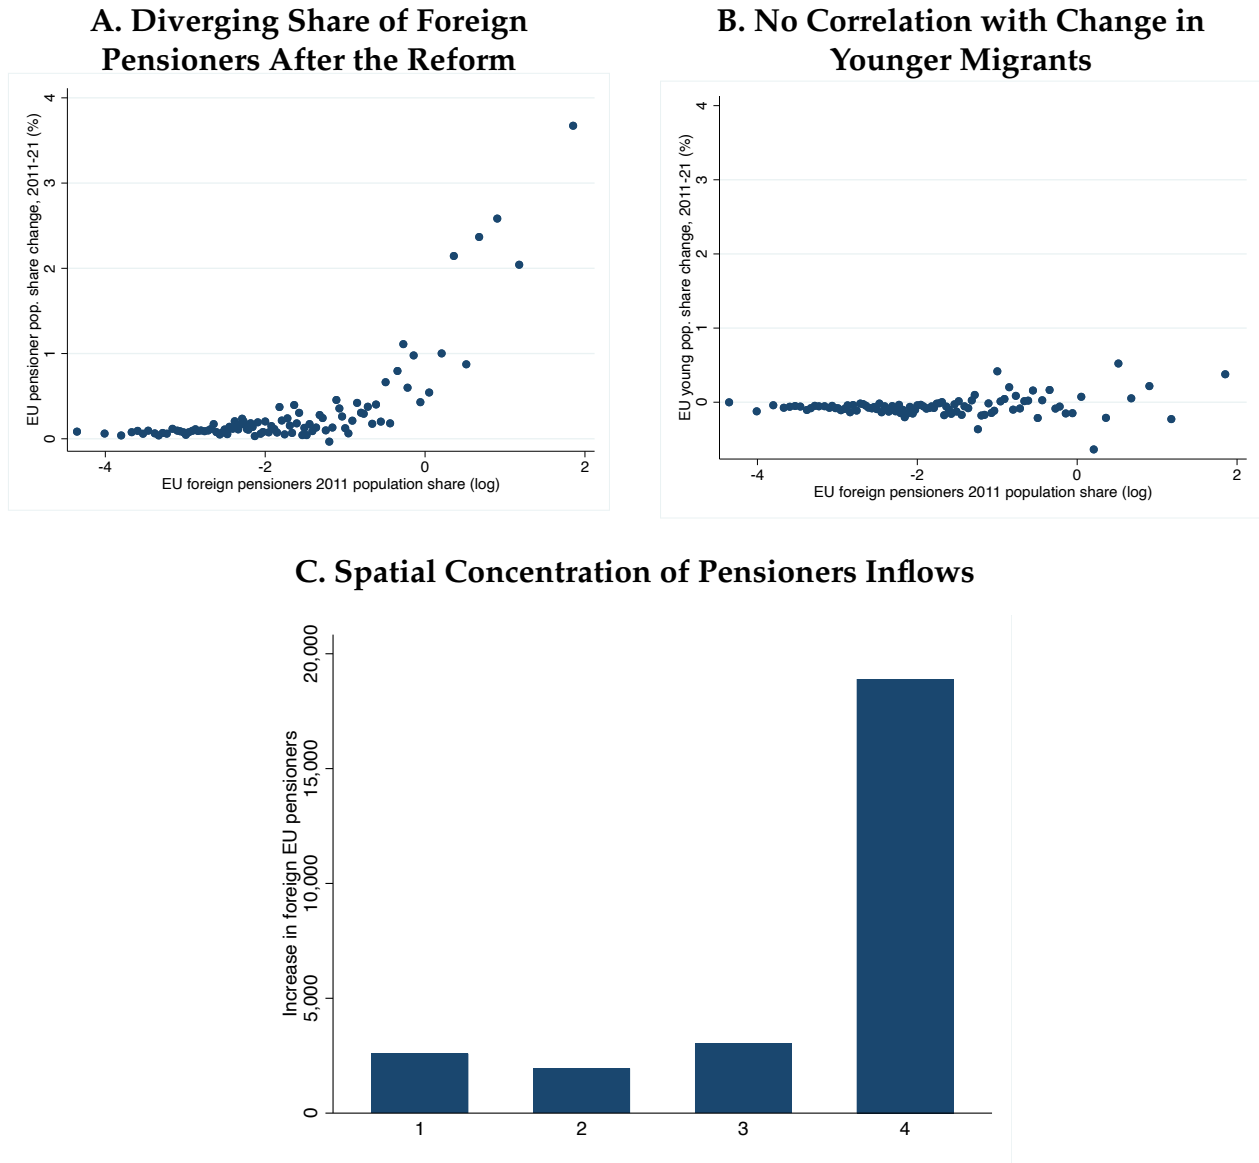 A. Diverging Share of Foreign
Pensioners After the Reform
EU pensioner pop. share change, 2011-21 (%)
4
3
2
1
0
-4
-2
0
2
EU foreign pensioners 2011 population share (log)
B. No Correlation with Change in
Younger Migrants
EU young pop. share change, 2011-21 (%)
4
3
2
1
0
-4
-2
0
2
EU foreign pensioners 2011 population share (log)
C. Spatial Concentration of Pensioners Inflows
Increase in foreign EU pensioners
20,000
15,000
10,000
5,000
0
1
2
3
4